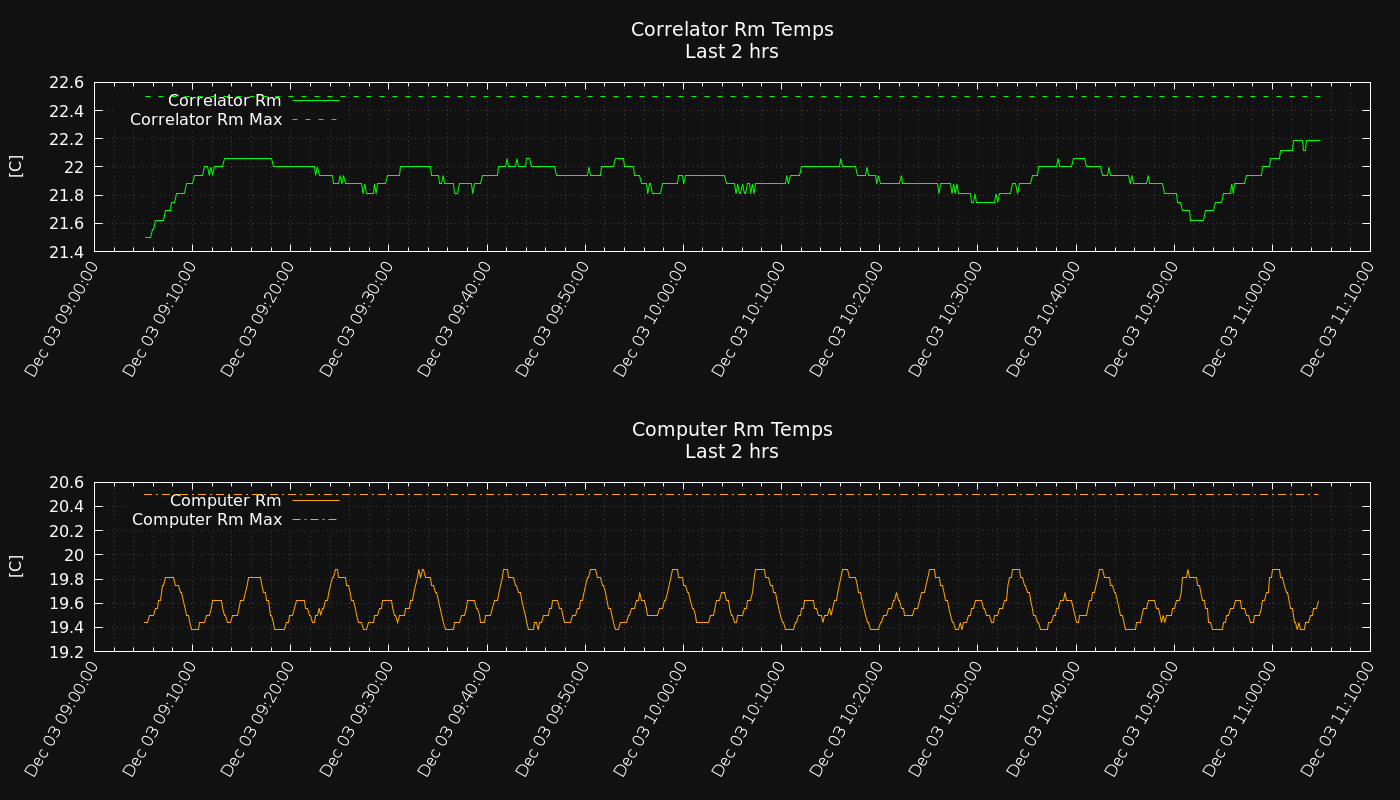 Correlator Rm Temps
Last 2 hrs
[C]
22.6
22.4
22.2
22
21.8
21.6
21.4
Correlator Rm
Correlator Rm Max
Dec 03 09:00:00
Dec 03 09:10:00
Dec 03 09:20:00
Dec 03 09:30:00
Dec 03 09:40:00
Dec 03 09:50:00
Dec 03 10:00:00
Dec 03 10:10:00
Dec 03 10:20:00
Dec 03 10:30:00
Dec 03 10:40:00
Dec 03 10:50:00
Dec 03 11:00:00
Dec 03 11:10:00
Computer Rm Temps
Last 2 hrs
[C]
20.6
20.4
20.2
20
19.8
19.6
19.4
19.2
Computer Rm
Computer Rm Max
Dec 03 09:00:00
Dec 03 09:10:00
Dec 03 09:20:00
Dec 03 09:30:00
Dec 03 09:40:00
Dec 03 09:50:00
Dec 03 10:00:00
Dec 03 10:10:00
Dec 03 10:20:00
Dec 03 10:30:00
Dec 03 10:40:00
Dec 03 10:50:00
Dec 03 11:00:00
Dec 03 11:10:00